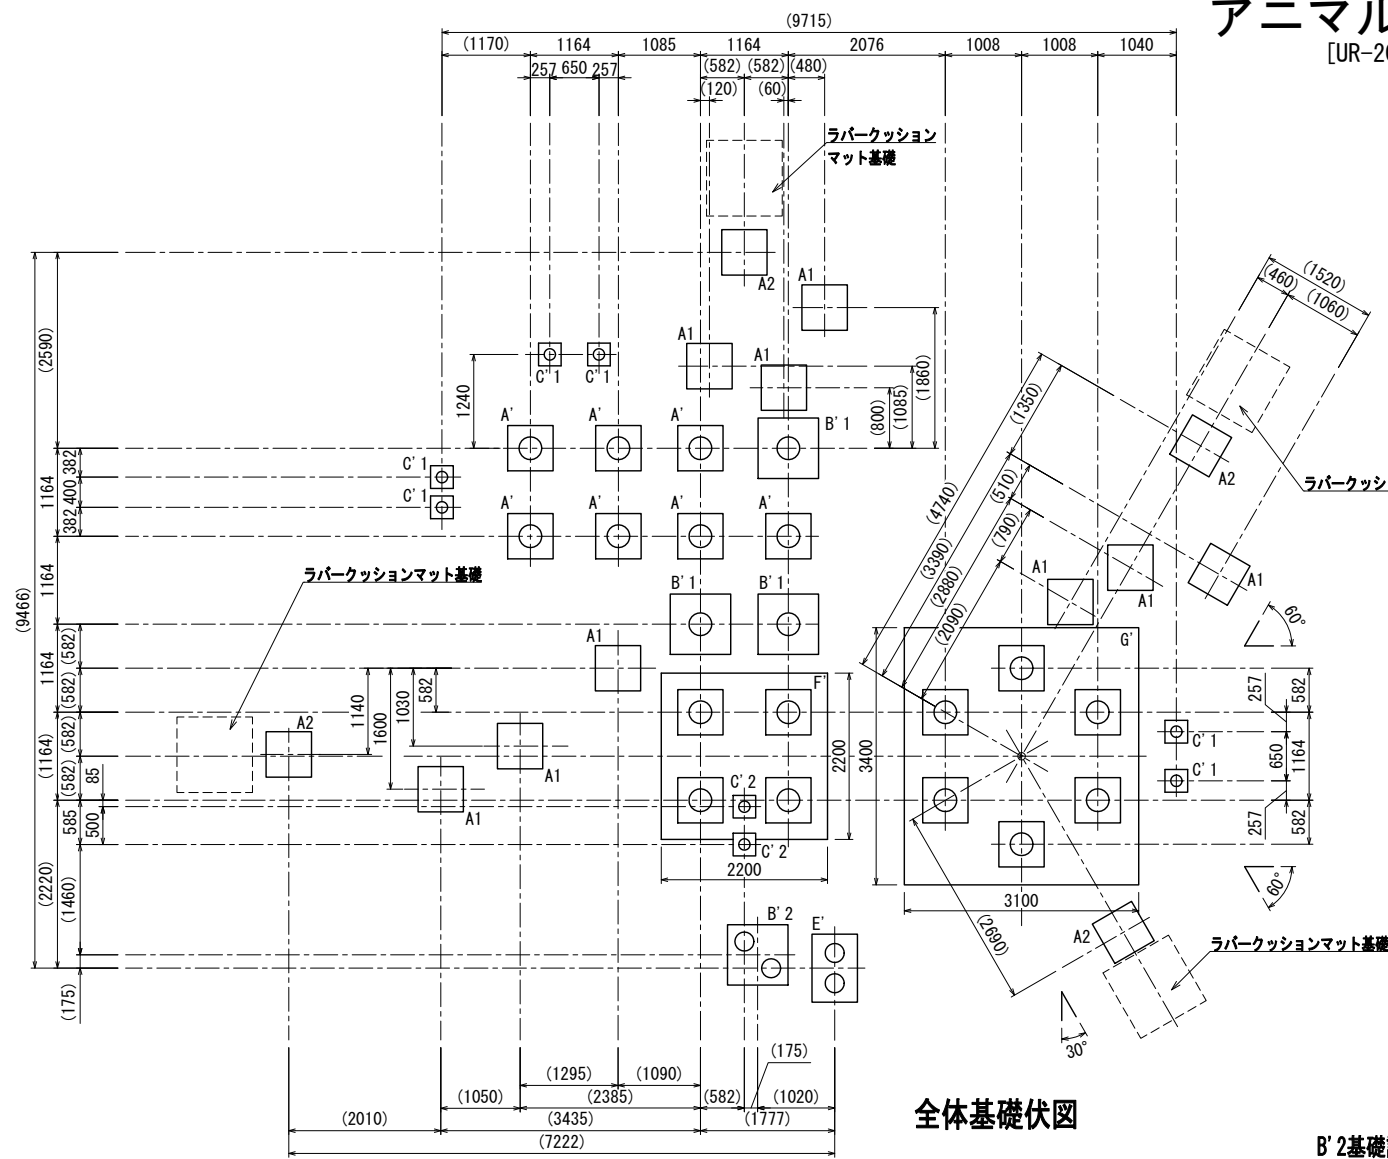 アニマル
[UR-20
(9715)
(1170)
1164
1085
1164
2076
1008
1008
1040
257
650
257
(582)
(582)
(480)
(120)
(60)
ラバークッション
マット基礎
A2
A1
A1
A1
C'1
C'1
(2590)
1240
(800)
(1085)
(1860)
(460)
(1520)
(1060)
(1350)
(510)
(790)
(4740)
(3390)
(2880)
(2090)
A2
A1
A1
A1
ラバークッシ
A'
A'
A'
B'1
C'1
C'1
A'
A'
A'
A'
382
400
382
1164
1164
1164
(1164)
(9466)
ラバークッションマット基礎
B'1
B'1
A1
(582)
(582)
(582)
(582)
85
585
500
(2220)
(1460)
(175)
1140
1600
1030
582
A2
A1
A1
F'
2200
2200
C'2
C'2
G'
3400
3100
60°
257
582
650
1164
257
582
C'1
C'1
60°
(2690)
A2
ラバークッションマット基礎
30°
B'2
E'
(175)
(1295)
(1090)
(1050)
(2385)
(582)
(1020)
(2010)
(3435)
(1777)
(7222)
全体基礎伏図
B'2基礎